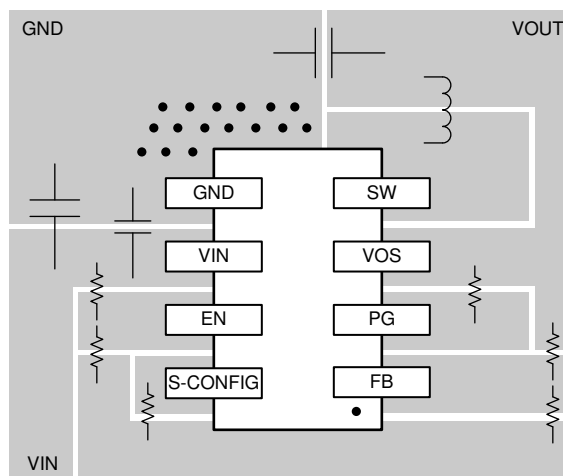 GND
VOUT
GND
SW
VIN
VOS
EN
PG
S-CONFIG
FB
VIN